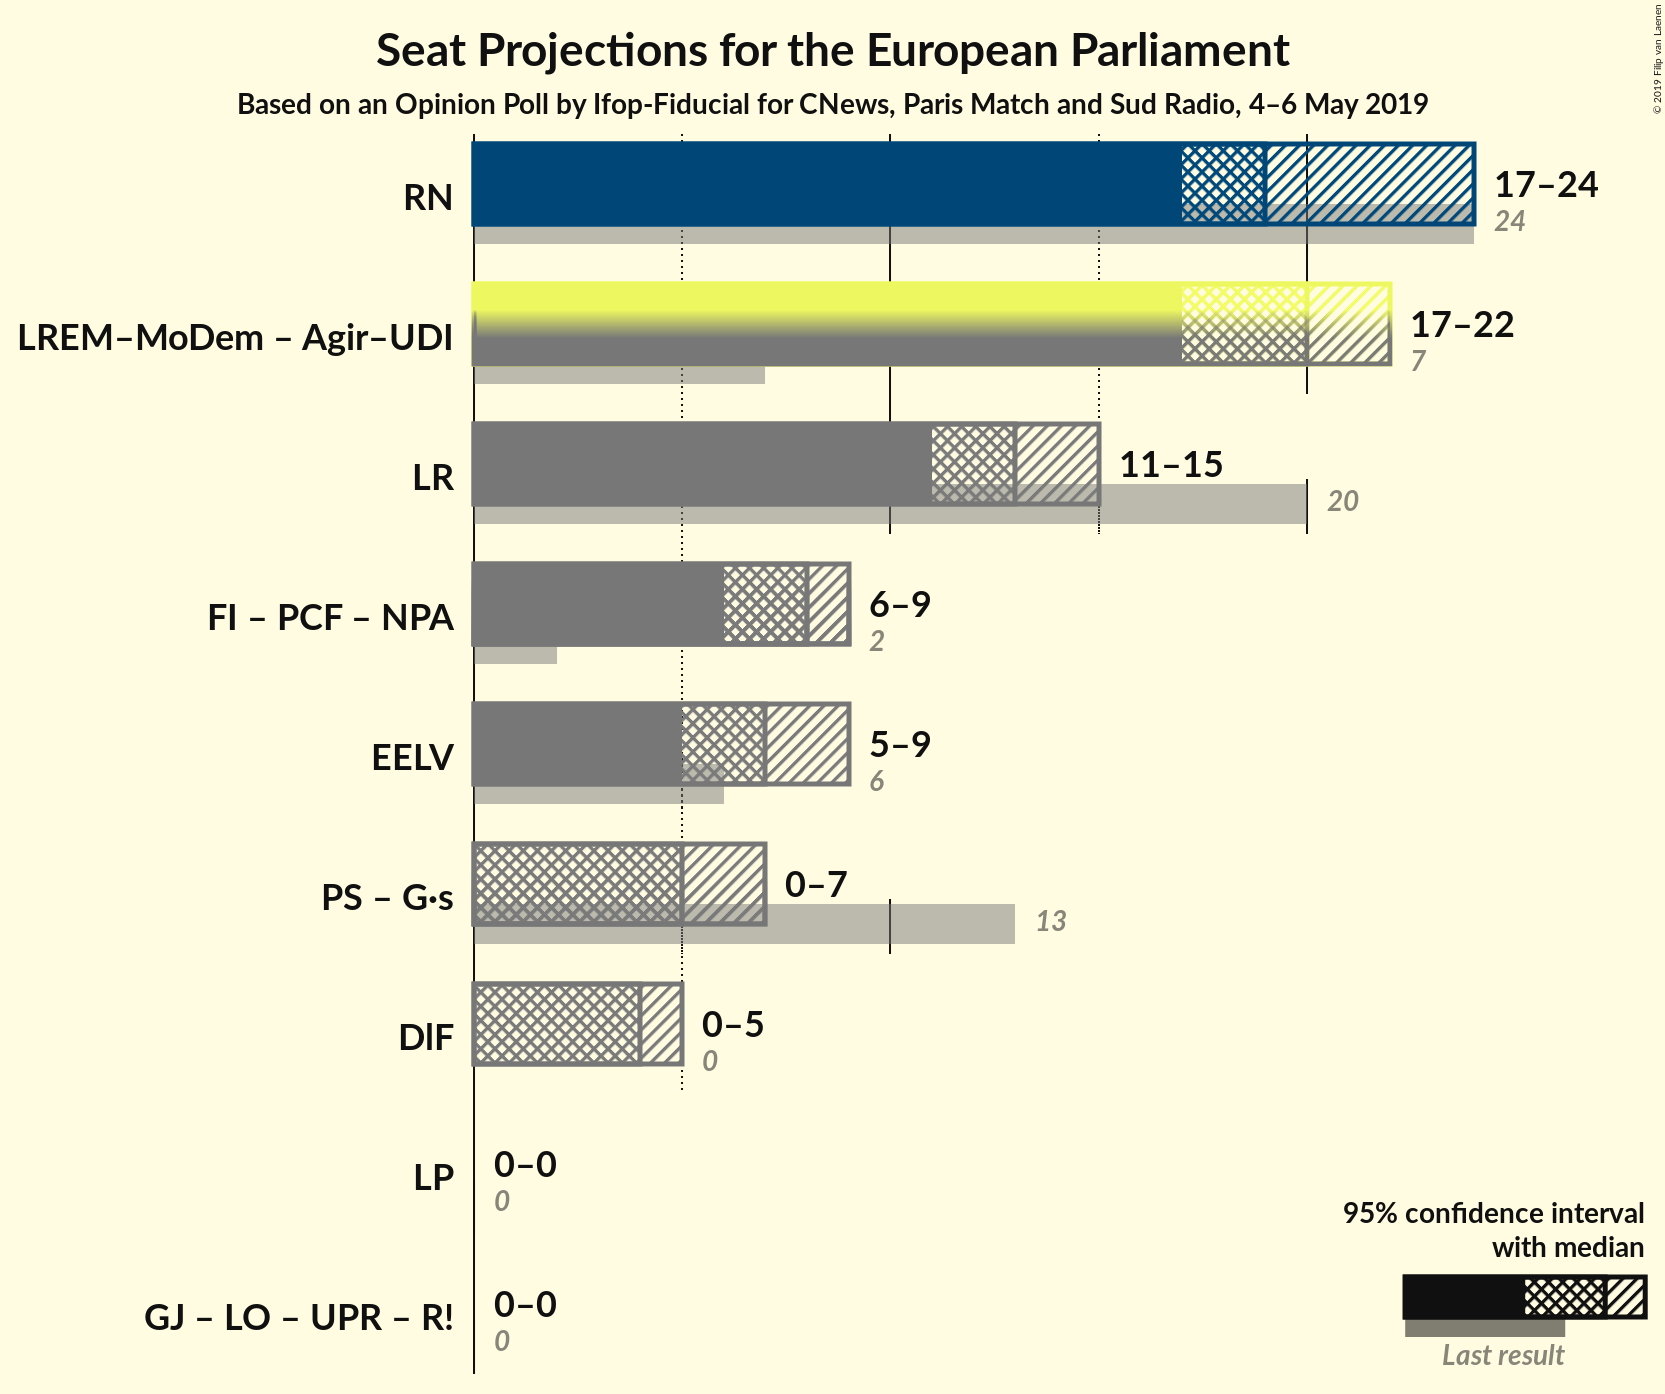 Seat Projections for the European Parliament
Based on an Opinion Poll by Ifop-Fiducial for CNews, Paris Match and Sud Radio, 4–6 May 2019
© 2019 Filip van Laenen
RN
17–24
24
LREM–MoDem – Agir–UDI
17–22
7
LR
11–15
20
FI – PCF – NPA
6–9
2
EELV
5–9
6
PS – G·s
0–7
13
DlF
0–5
0
LP
0–0
0
GJ – LO – UPR – R!
0–0
0
95% confidence interval
with median
Last result